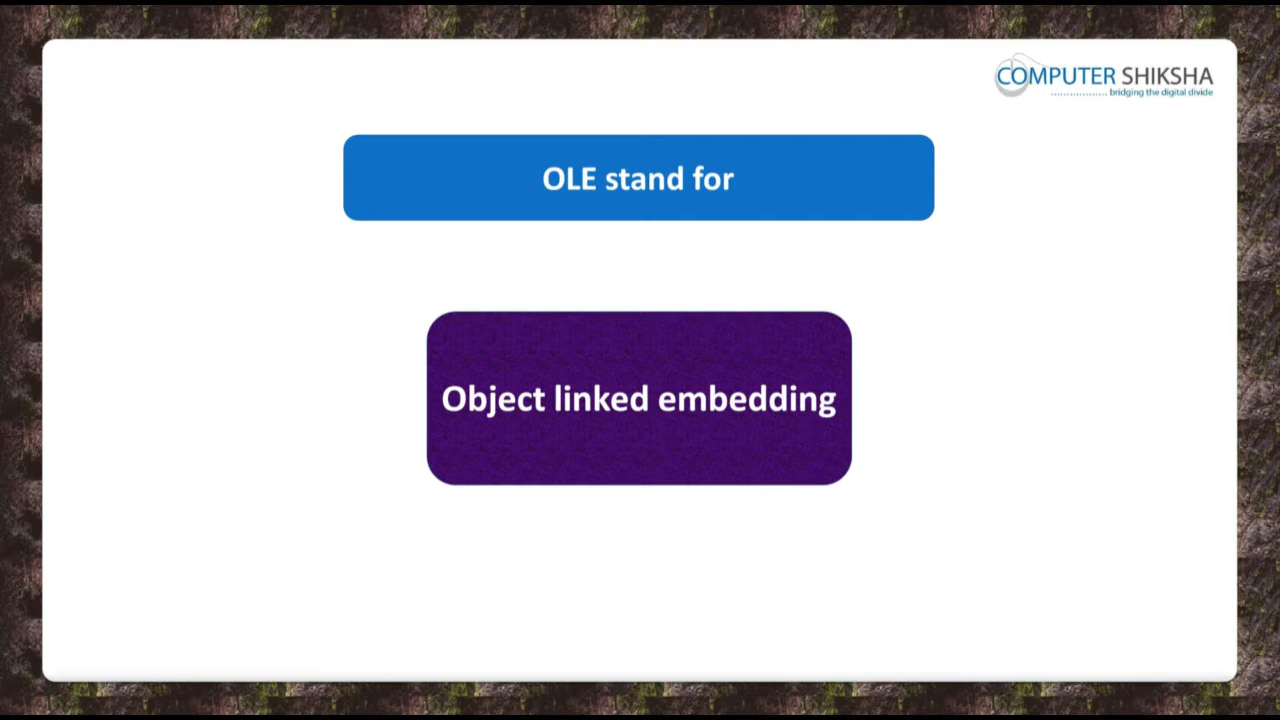 COMPUTER SHIKSHA
bridging the digital divide
OLE stand for
Object linked embedding